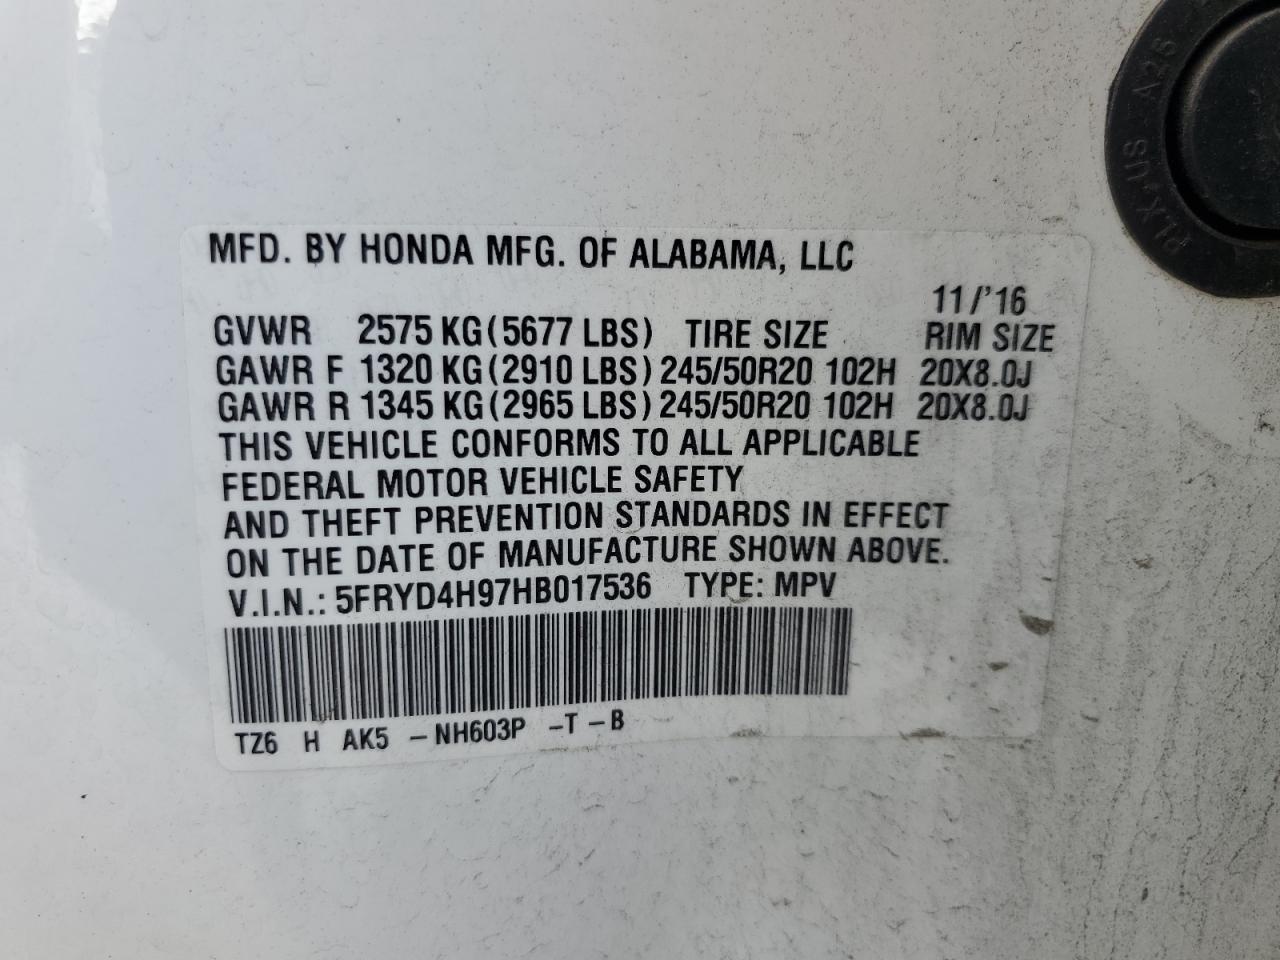 PLX-US A25
MFD. BY HONDA MFG. OF ALABAMA, LLC
11/'16
GVWR 2575 KG(5677 LBS) TIRE SIZE RIM SIZE
GAWR F 1320 KG(2910 LBS) 245/50R20 102H 20X8.0J
GAWR R 1345 KG(2965 LBS) 245/50R20 102H 20X8.0J
THIS VEHICLE CONFORMS TO ALL APPLICABLE
FEDERAL MOTOR VEHICLE SAFETY
AND THEFT PREVENTION STANDARDS IN EFFECT
ON THE DATE OF MANUFACTURE SHOWN ABOVE.
V.I.N.: 5FRYD4H97HB017536 TYPE: MPV
TZ6 H AK5 -NH603P -T -B